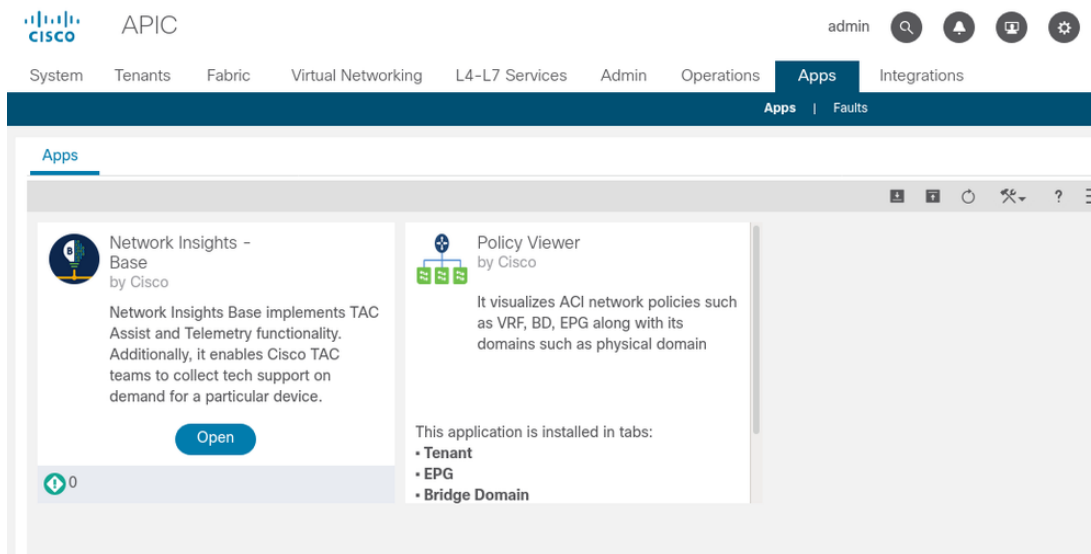 CISCO
APIC
admin
System Tenants Fabric Virtual Networking L4-L7 Services Admin Operations Apps Integrations
Apps | Faults
Apps
?
B
Network Insights -
Base
by Cisco
Network Insights Base implements TAC
Assist and Telemetry functionality.
Additionally, it enables Cisco TAC
teams to collect tech support on
demand for a particular device.
Open
0
Policy Viewer
by Cisco
It visualizes ACI network policies such
as VRF, BD, EPG along with its
domains such as physical domain
This application is installed in tabs:
▪ Tenant
▪ EPG
▪ Bridge Domain